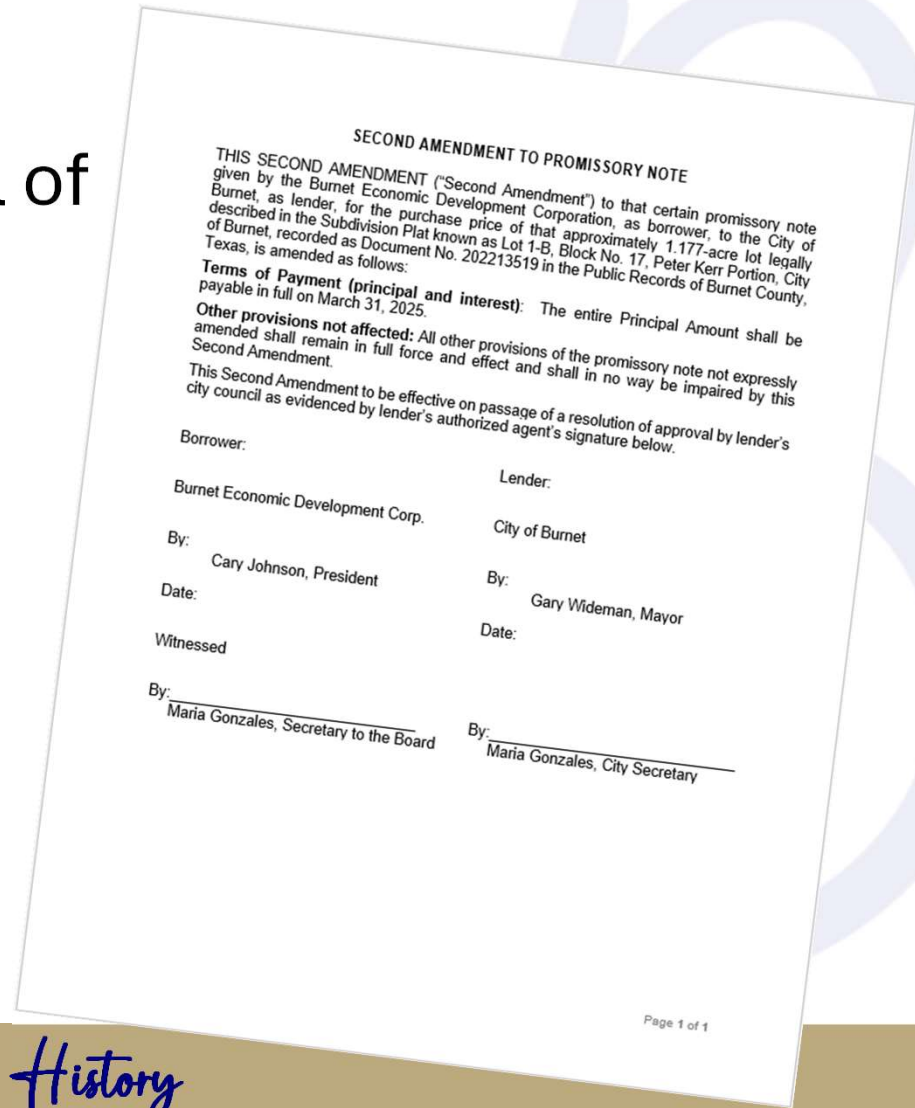 of
SECOND AMENDMENT TO PROMISSORY NOTE
THIS SECOND AMENDMENT ("Second Amendment") to that certain promissory note
given by the Burnet Economic Development Corporation, as borrower, to the City of
Burnet, as lender, for the purchase price of that approximately 1.177-acre lot legally
described in the Subdivision Plat known as Lot 1-B, Block No. 17, Peter Kerr Portion, City
of Burnet, recorded as Document No. 202213519 in the Public Records of Burnet County,
Texas, is amended as follows:
Terms of Payment (principal and interest): The entire Principal Amount shall be
payable in full on March 31, 2025.
Other provisions not affected: All other provisions of the promissory note not expressly
amended shall remain in full force and effect and shall in no way be impaired by this
Second Amendment.
This Second Amendment to be effective on passage of a resolution of approval by lender's
city council as evidenced by lender's authorized agent's signature below.
Borrower:
Burnet Economic Development Corp.
By:
Cary Johnson, President
Date:
Witnessed
By:
Maria Gonzales, Secretary to the Board
Lender:
City of Burnet
By:
Gary Wideman, Mayor
Date:
By:
Maria Gonzales, City Secretary
Page 1 of 1
History